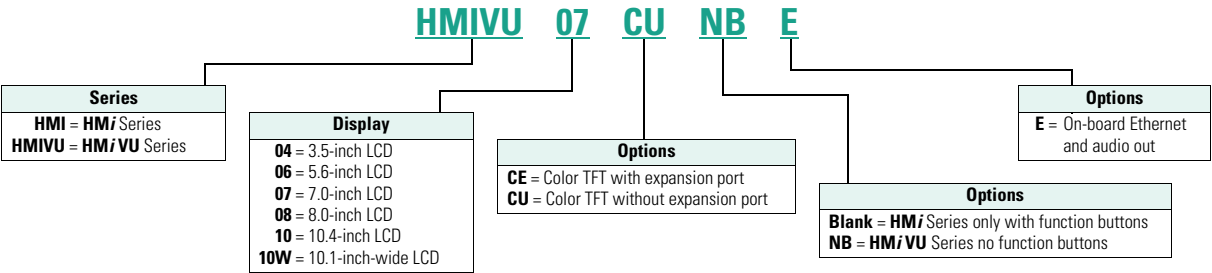 HMIVU 07 CU NB E
Series
HMI = HMi Series
HMIVU = HMi VU Series
Display
04 = 3.5-inch LCD
06 = 5.6-inch LCD
07 = 7.0-inch LCD
08 = 8.0-inch LCD
10 = 10.4-inch LCD
10W = 10.1-inch-wide LCD
Options
CE = Color TFT with expansion port
CU = Color TFT without expansion port
Options
Blank = HMi Series only with function buttons
NB = HMi VU Series no function buttons
Options
E = On-board Ethernet
and audio out